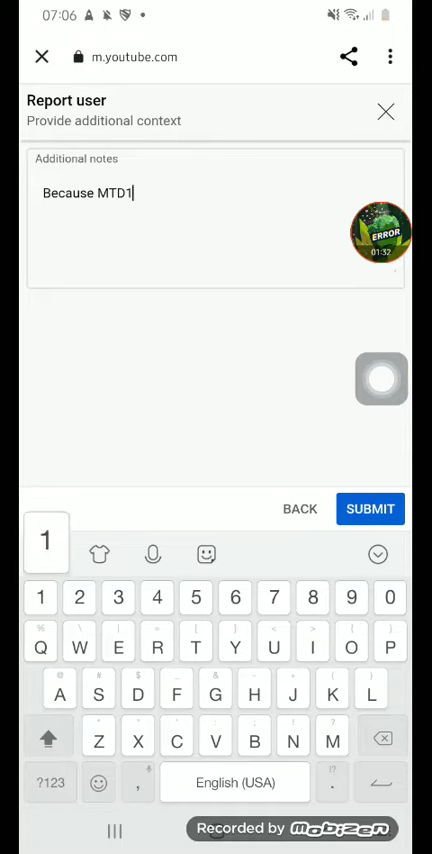 07:06
m.youtube.com
Report user
Provide additional context
Additional notes
Because MTD1
ERROR
01:32
BACK
SUBMIT
1
1 2 3 4 5 6 7 8 9 0
% \ | = [ ] < > { }
Q W E R T Y U I O P
@ # $ _ & - + ( )
A S D F G H J K L
* " ' : ; ! ?
Z X C V B N M
?123 , English (USA) !? .
Recorded by MOBIZEN